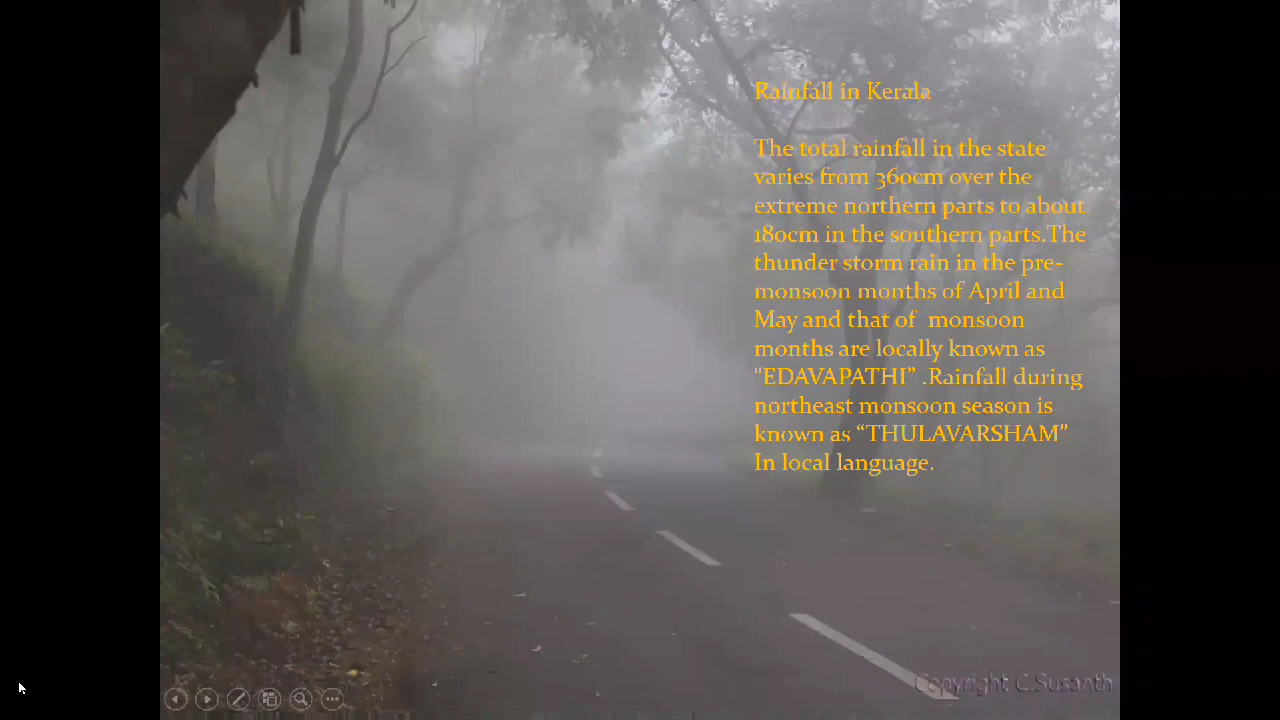 Rainfall in Kerala
The total rainfall in the state
varies from 360cm over the
extreme northern parts to about
180cm in the southern parts.The
thunder storm rain in the pre-
monsoon months of April and
May and that of  monsoon
months are locally known as
“EDAVAPATHI” .Rainfall during
northeast monsoon season is
known as “THULAVARSHAM”
In local language.
Copyright C.Susanth